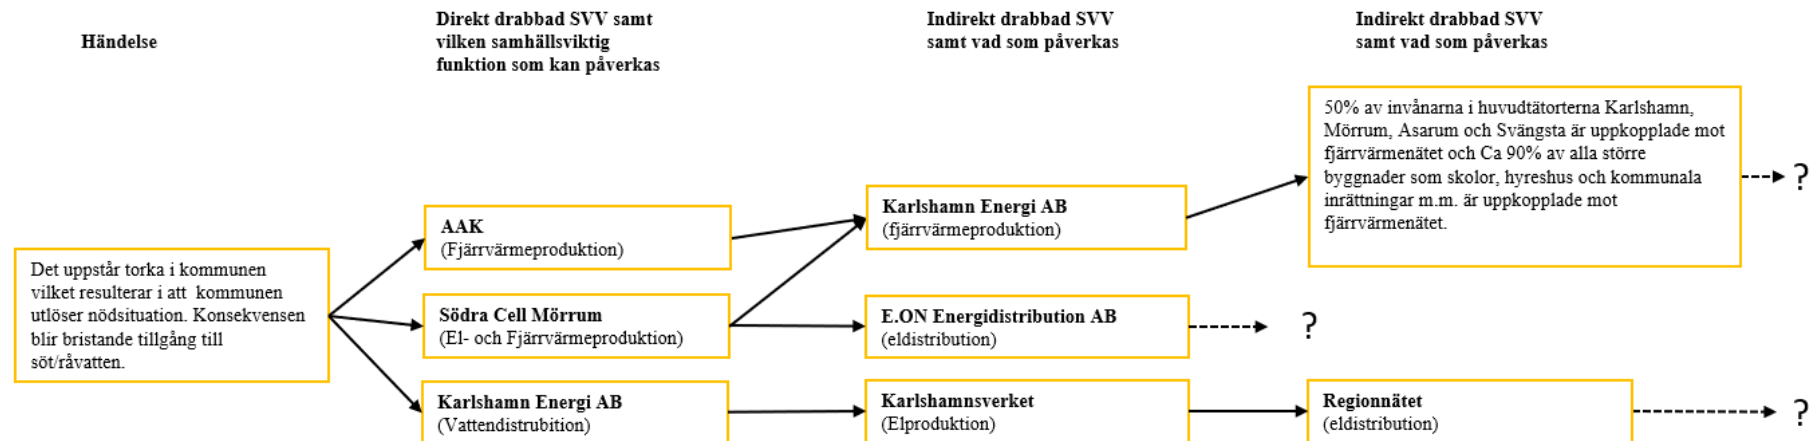 Händelse
Direkt drabbad SVV samt
vilken samhällsviktig
funktion som kan påverkas
Indirekt drabbad SVV
samt vad som påverkas
Indirekt drabbad SVV
samt vad som påverkas
Det uppstår torka i kommunen
vilket resulterar i att kommunen
utlöser nödsituation. Konsekvensen
blir bristande tillgång till
söt/råvatten.
AAK
(Fjärrvärmeproduktion)
Södra Cell Mörrum
(El- och Fjärrvärmeproduktion)
Karlshamn Energi AB
(Vattendistrubition)
Karlshamn Energi AB
(fjärrvärmeproduktion)
E.ON Energidistribution AB
(eldistribution)
?
Karlshamnsverket
(Elproduktion)
50% av invånarna i huvudtätorterna Karlshamn,
Mörrum, Asarum och Svängsta är uppkopplade mot
fjärrvärmenätet och Ca 90% av alla större
byggnader som skolor, hyreshus och kommunala
inrättningar m.m. är uppkopplade mot
fjärrvärmenätet.
?
Regionnätet
(eldistribution)
?